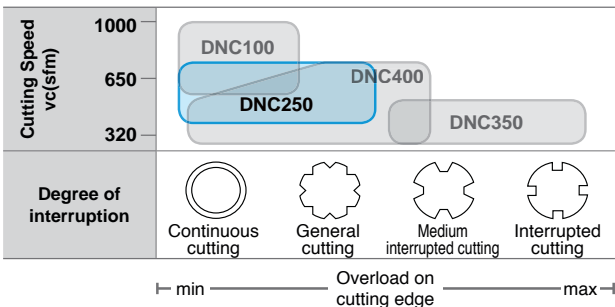 Cutting Speed
vc(sfm)
1000
650
320
DNC100
DNC400
DNC250
DNC350
Degree of
interruption
Continuous
cutting
General
cutting
Medium
interrupted cutting
Interrupted
cutting
min
Overload on
cutting edge
max